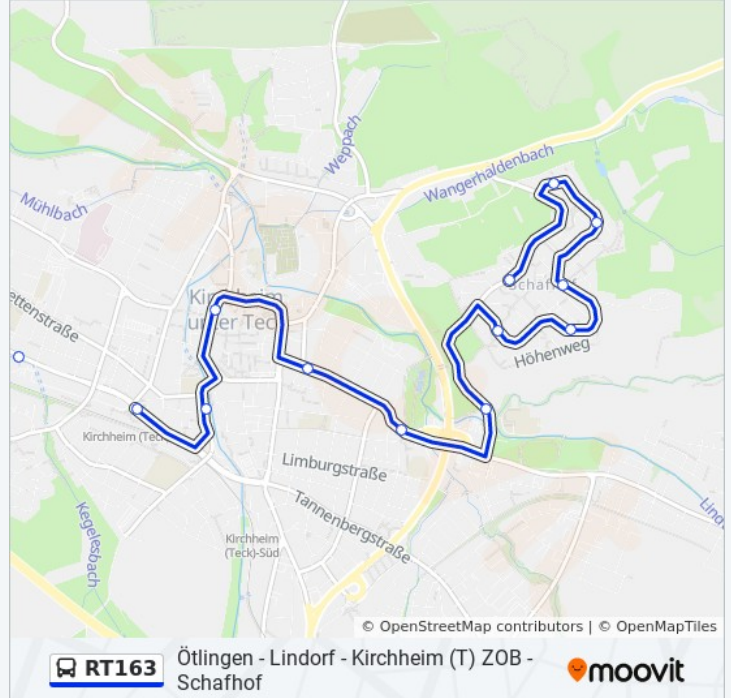 Weppach
Wangerhaldenbach
Mühlbach
Schafhof
Kirchheim
unter Teck
ettenstraße
Höhenweg
Kirchheim (Teck)
Limburgstraße
Tannenbergstraße
Kegelesbach
Kirchheim
(Teck)-Süd
© OpenStreetMap contributors | © OpenMapTiles
RT163
Ötlingen - Lindorf - Kirchheim (T) ZOB -
Schafhof
moovit